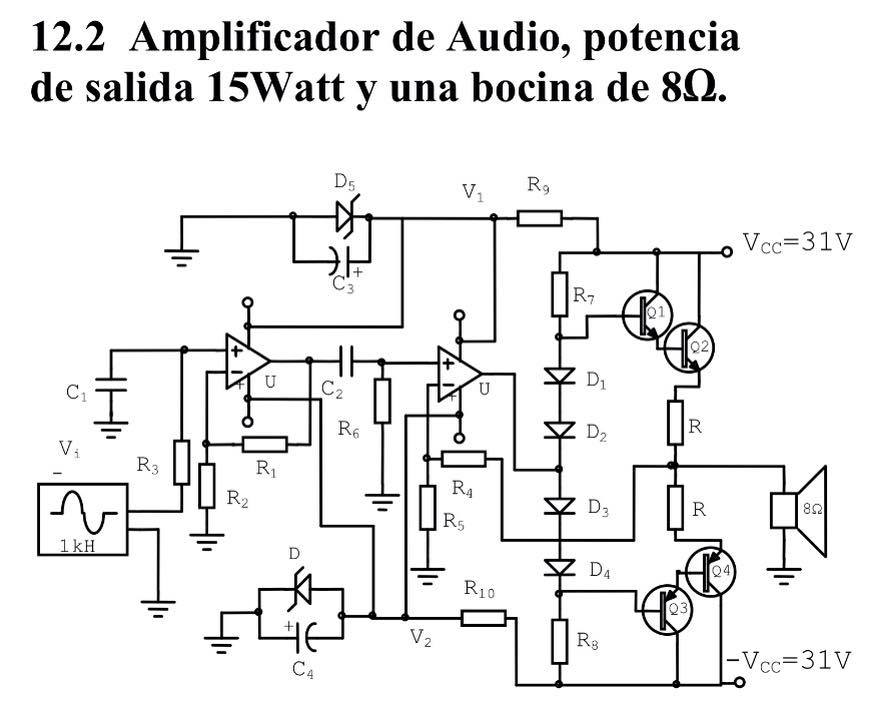 12.2 Amplificador de Audio, potencia
de salida 15Watt y una bocina de 8Ω.
D₅
V₁
R₉
V_CC=31V
C₃
R₇
Q1
Q2
U
U
C₁
C₂
D₁
D₂
R
R₆
Vᵢ
R₃
R₁
R₂
R₄
R₅
D₃
R
8Ω
1kH
D
D₄
Q4
R₁₀
Q3
V₂
R₈
C₄
−V_CC=31V